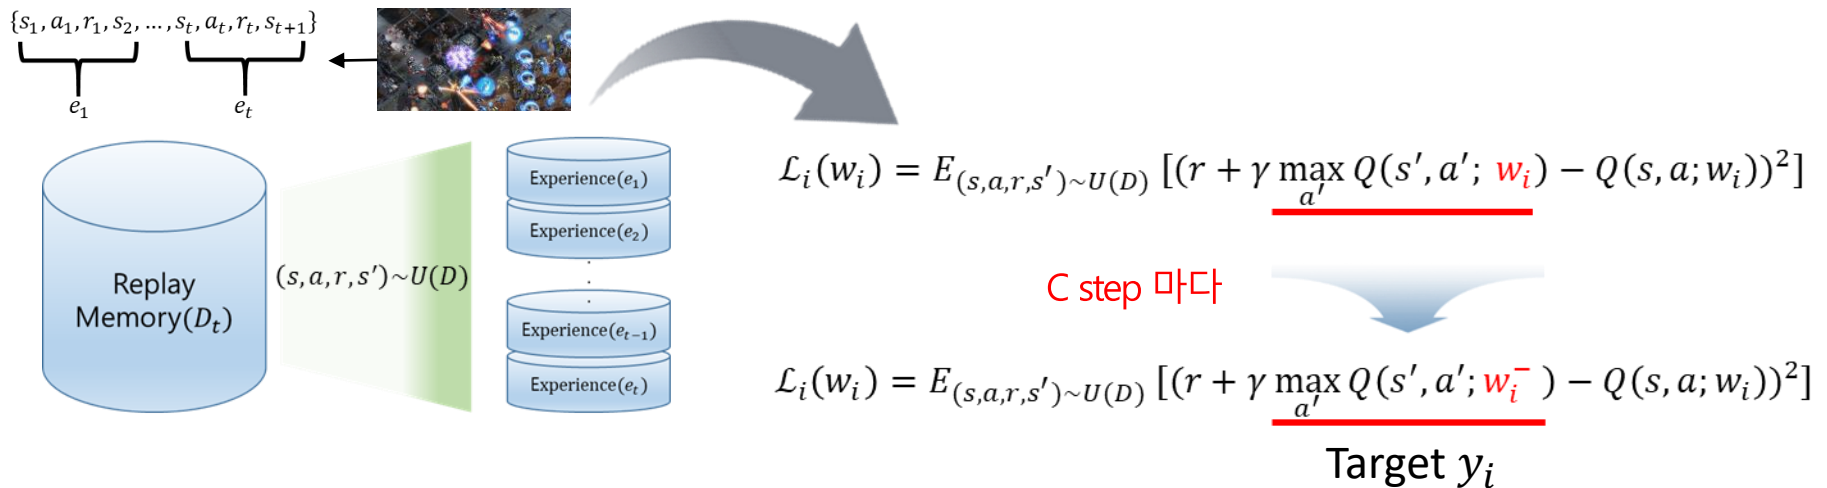 {s₁, a₁, r₁, s₂, …, sₜ, aₜ, rₜ, sₜ₊₁}
e₁
eₜ
Replay
Memory(Dₜ)
(s, a, r, s′)~U(D)
Experience(e₁)
Experience(e₂)
.
.
.
Experience(eₜ₋₁)
Experience(eₜ)
ℒᵢ(wᵢ) = E₍ₛ,ₐ,ᵣ,ₛ′₎~U(D) [(r + γ max_a′ Q(s′, a′; wᵢ) − Q(s, a; wᵢ))²]
C step 마다
ℒᵢ(wᵢ) = E₍ₛ,ₐ,ᵣ,ₛ′₎~U(D) [(r + γ max_a′ Q(s′, a′; wᵢ⁻) − Q(s, a; wᵢ))²]
Target yᵢ